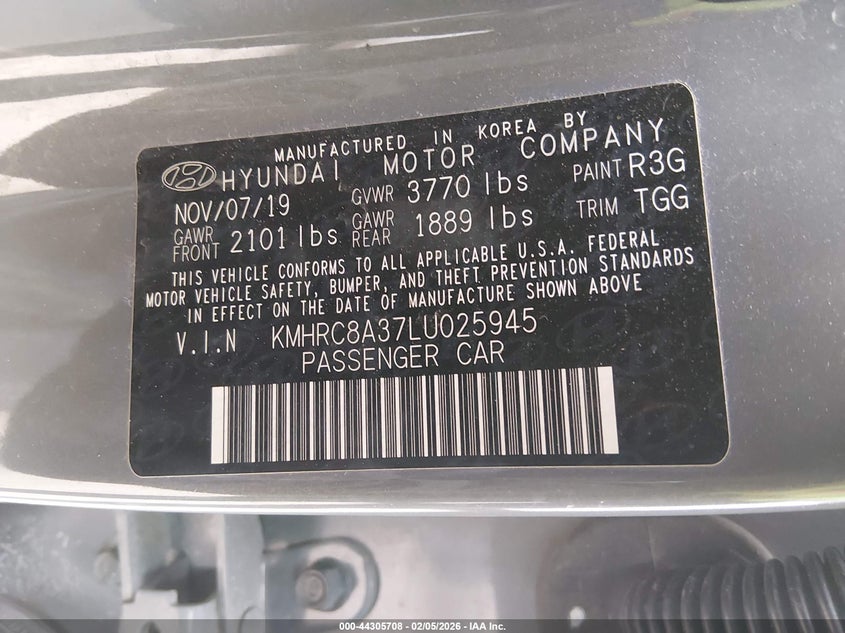 MANUFACTURED IN KOREA BY
HYUNDAI MOTOR COMPANY
NOV/07/19 GVWR 3770 lbs PAINT R3G
GAWR FRONT 2101 lbs GAWR REAR 1889 lbs TRIM TGG
THIS VEHICLE CONFORMS TO ALL APPLICABLE U.S.A. FEDERAL
MOTOR VEHICLE SAFETY, BUMPER, AND THEFT PREVENTION STANDARDS
IN EFFECT ON THE DATE OF MANUFACTURE SHOWN ABOVE
V.I.N KMHRC8A37LU025945
PASSENGER CAR
000-44305708 - 02/05/2026 - IAA Inc.